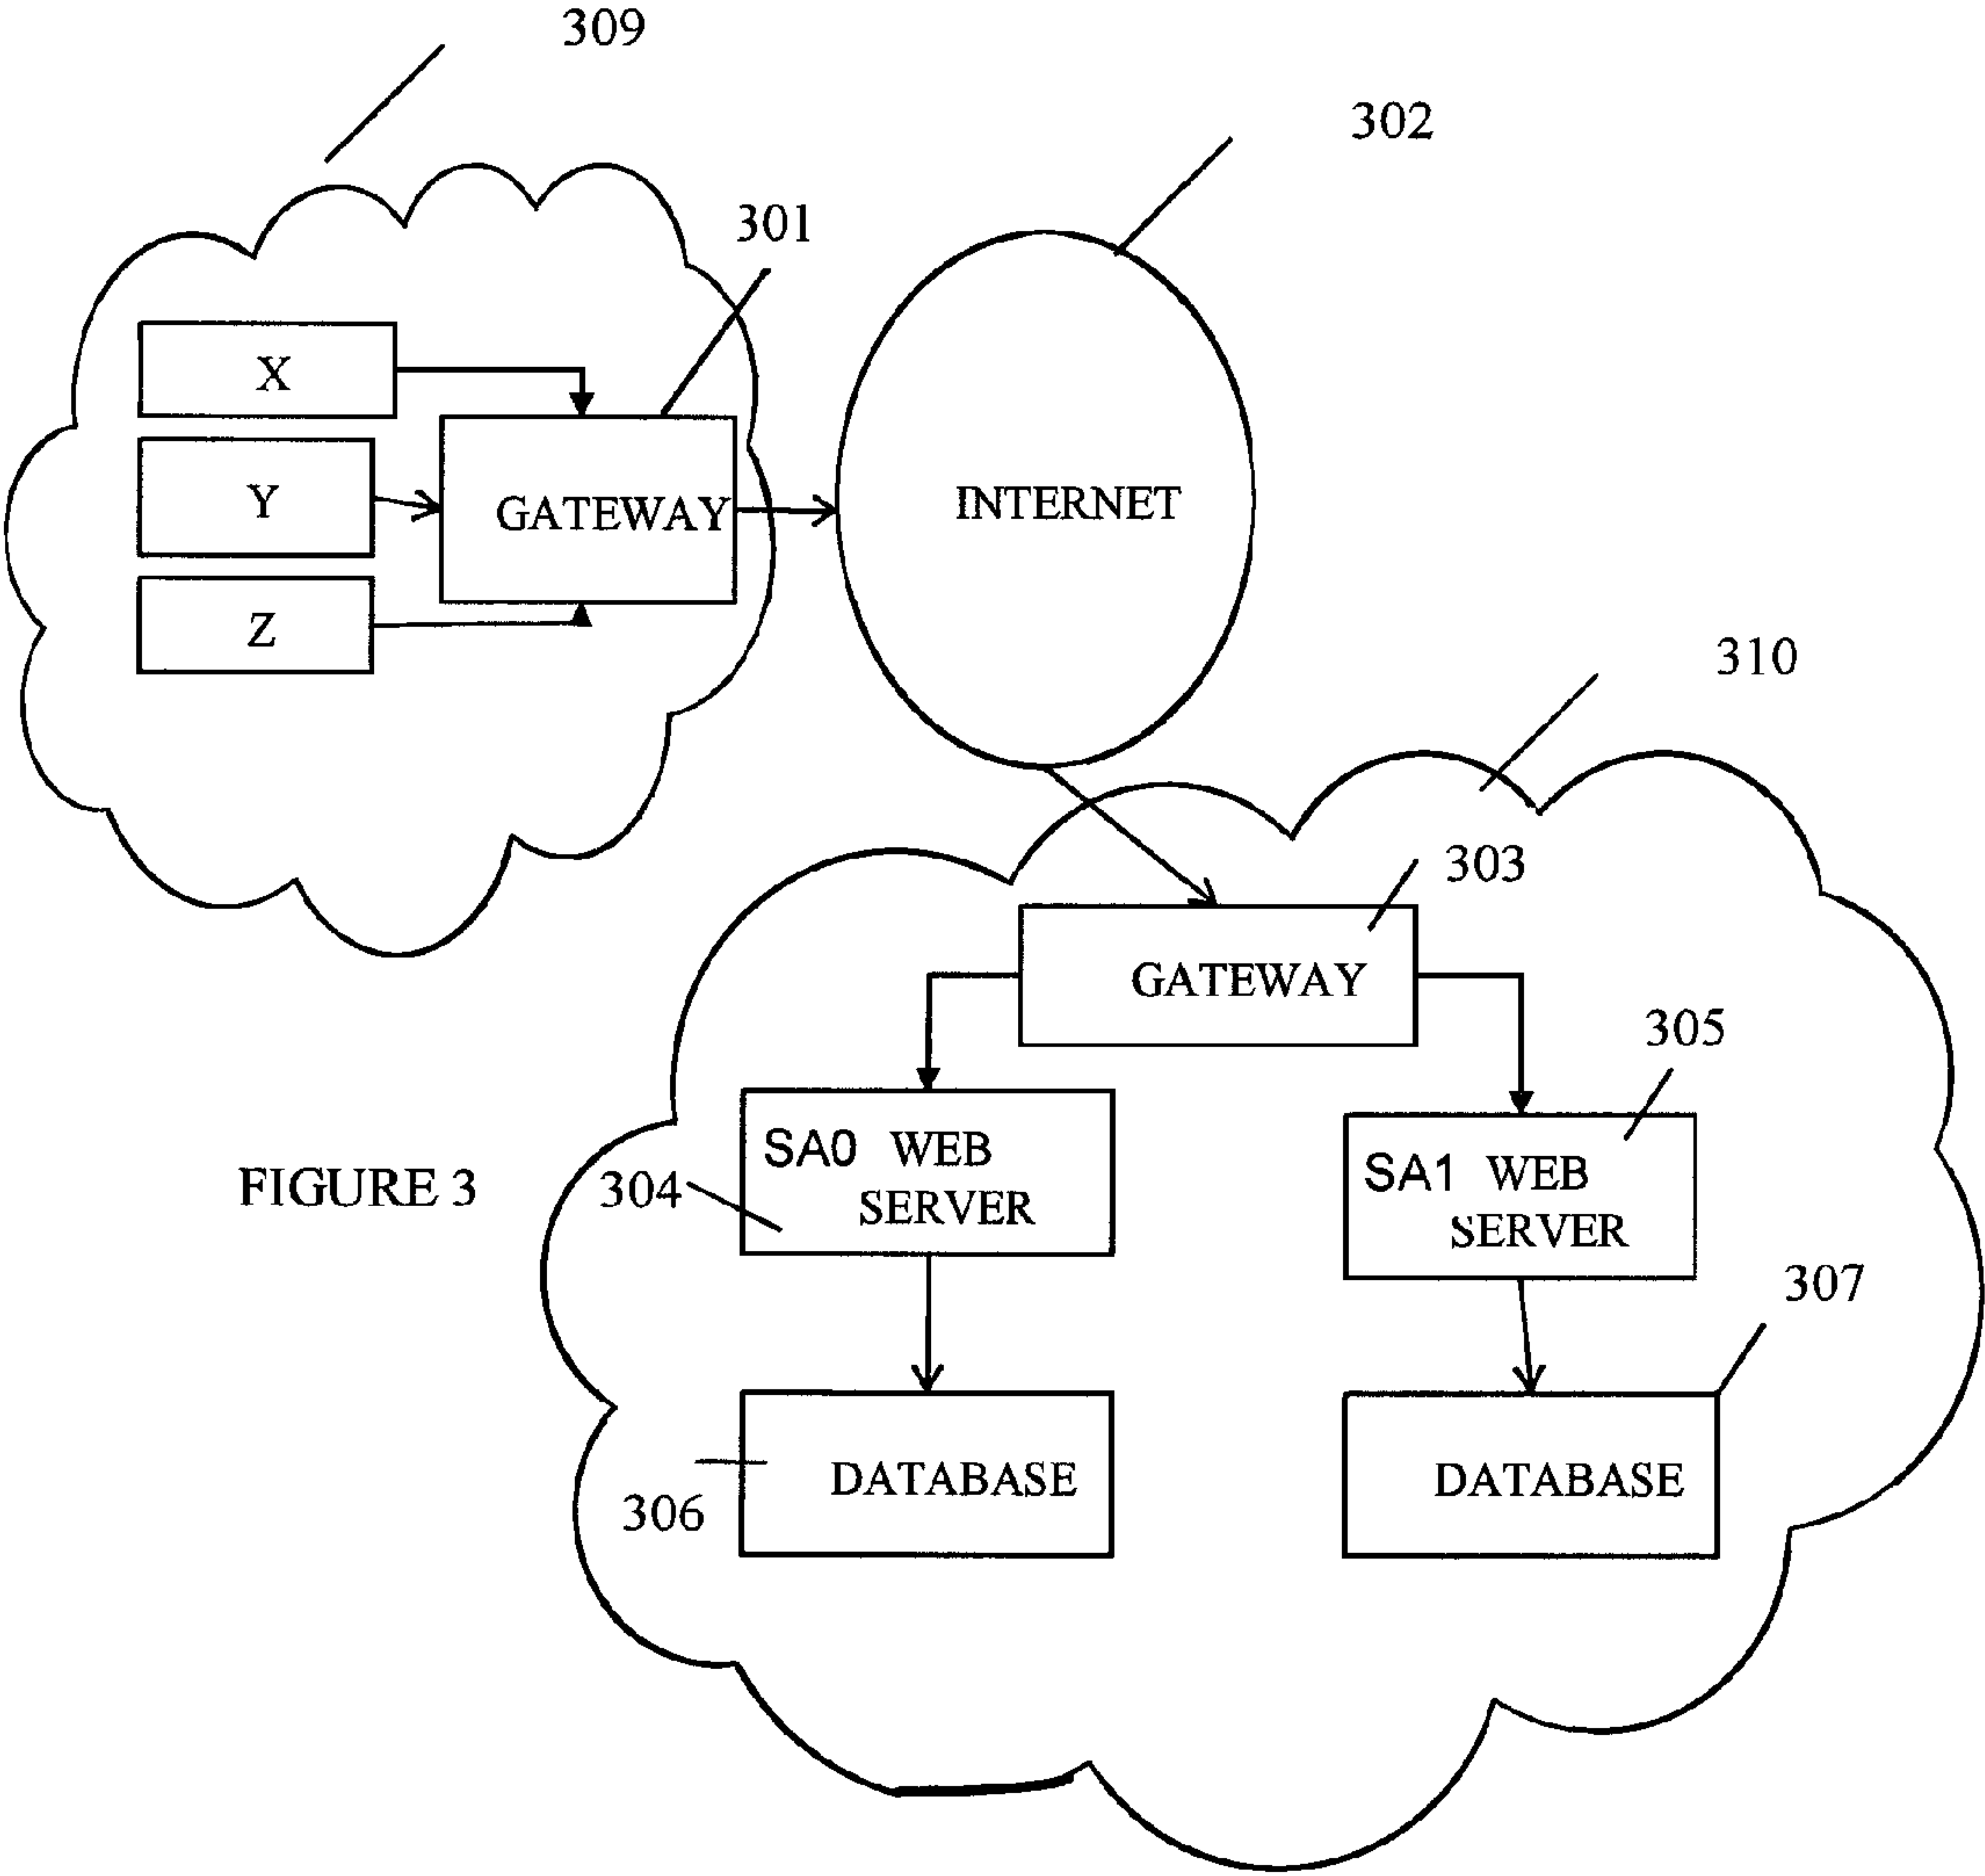 309
302
301
X
Y
GATEWAY
INTERNET
Z
310
303
GATEWAY
305
SA0 WEB
SERVER
304
SA1 WEB
SERVER
FIGURE 3
307
DATABASE
306
DATABASE